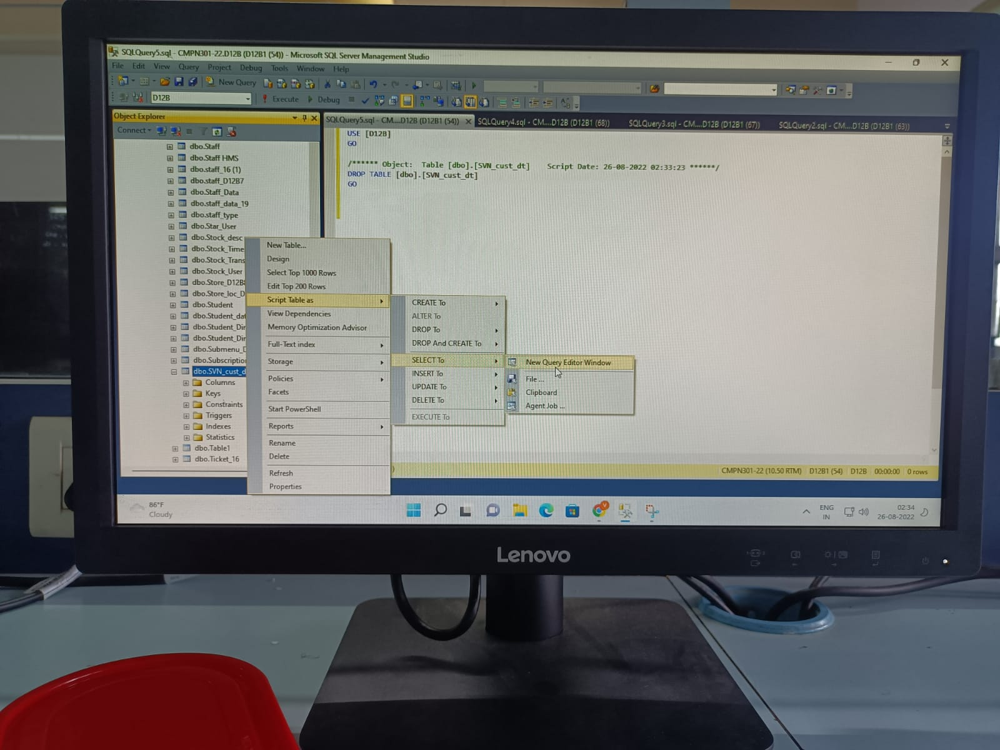 SQLQuery5.sql - CMPN301-22.D12B (D12B1 (54)) - Microsoft SQL Server Management Studio
File Edit View Query Project Debug Tools Window Help
New Query
D12B Execute Debug
Object Explorer
Connect
dbo.Staff
dbo.Staff HMS
dbo.staff_16 (1)
dbo.staff_D12B7
dbo.Staff_Data
dbo.staff_data_19
dbo.staff_type
dbo.Star_User
dbo.Stock_desc
dbo.Stock_Time
dbo.Stock_Trans
dbo.Stock_User
dbo.Store_D12B
dbo.Store_loc_D
dbo.Student
dbo.Student_dat
dbo.Student_Dir
dbo.Student_Dir
dbo.Submenu_D
dbo.Subscriptio
dbo.SVN_cust_d
Columns
Keys
Constraints
Triggers
Indexes
Statistics
dbo.Table1
dbo.Ticket_16
SQLQuery5.sql - CM....D12B (D12B1 (54)) SQLQuery4.sql - CM....D12B (D12B1 (68)) SQLQuery3.sql - CM....D12B (D12B1 (67)) SQLQuery2.sql - CM....D12B (D12B1 (63))
USE [D12B]
GO
/****** Object: Table [dbo].[SVN_cust_dt] Script Date: 26-08-2022 02:33:23 ******/
DROP TABLE [dbo].[SVN_cust_dt]
GO
New Table...
Design
Select Top 1000 Rows
Edit Top 200 Rows
Script Table as
View Dependencies
Memory Optimization Advisor
Full-Text index
Storage
Policies
Facets
Start PowerShell
Reports
Rename
Delete
Refresh
Properties
CREATE To
ALTER To
DROP To
DROP And CREATE To
SELECT To
INSERT To
UPDATE To
DELETE To
EXECUTE To
New Query Editor Window
File ...
Clipboard
Agent Job ...
CMPN301-22 (10.50 RTM) D12B1 (54) D12B 00:00:00 0 rows
86°F
Cloudy
ENG
IN
02:34
26-08-2022
Lenovo